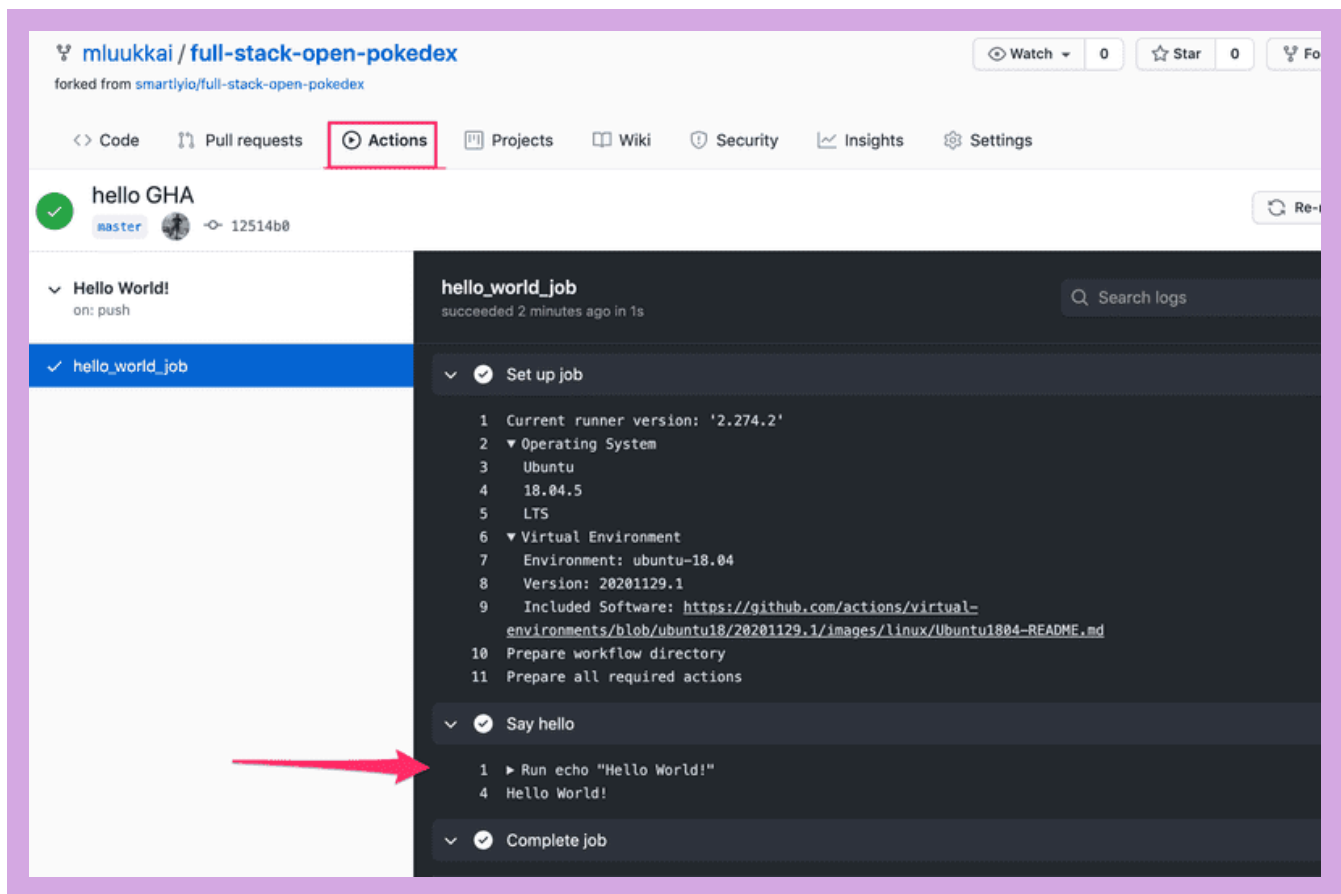 mluukkai / full-stack-open-pokedex
Watch 0 Star 0
forked from smartlyio/full-stack-open-pokedex
Code Pull requests Actions Projects Wiki Security Insights Settings
hello GHA
master 12514b0
Hello World!
on: push
hello_world_job
hello_world_job
succeeded 2 minutes ago in 1s
Search logs
Set up job
1 Current runner version: '2.274.2'
2 ▼ Operating System
3 Ubuntu
4 18.04.5
5 LTS
6 ▼ Virtual Environment
7 Environment: ubuntu-18.04
8 Version: 20201129.1
9 Included Software: https://github.com/actions/virtual-
environments/blob/ubuntu18/20201129.1/images/linux/Ubuntu1804-README.md
10 Prepare workflow directory
11 Prepare all required actions
Say hello
1 ▶ Run echo "Hello World!"
4 Hello World!
Complete job